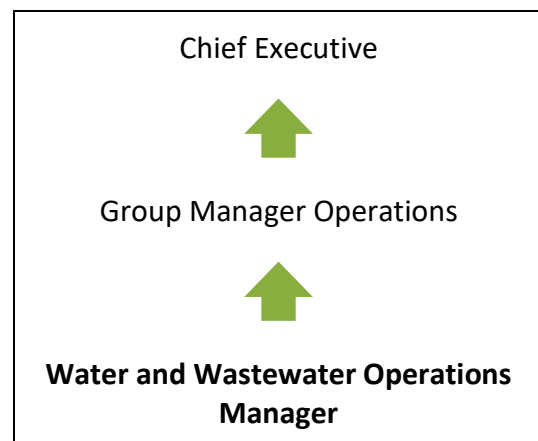 Chief Executive
Group Manager Operations
Water and Wastewater Operations
Manager